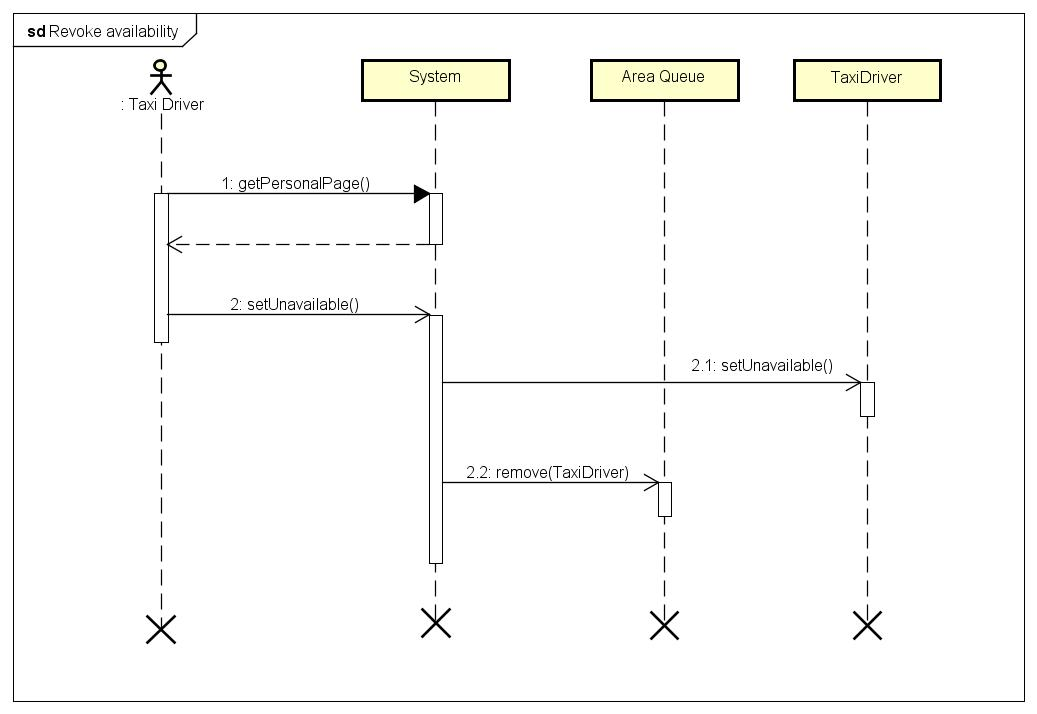 sd Revoke availability
: Taxi Driver
System
Area Queue
TaxiDriver
1: getPersonalPage()
2: setUnavailable()
2.1: setUnavailable()
2.2: remove(TaxiDriver)